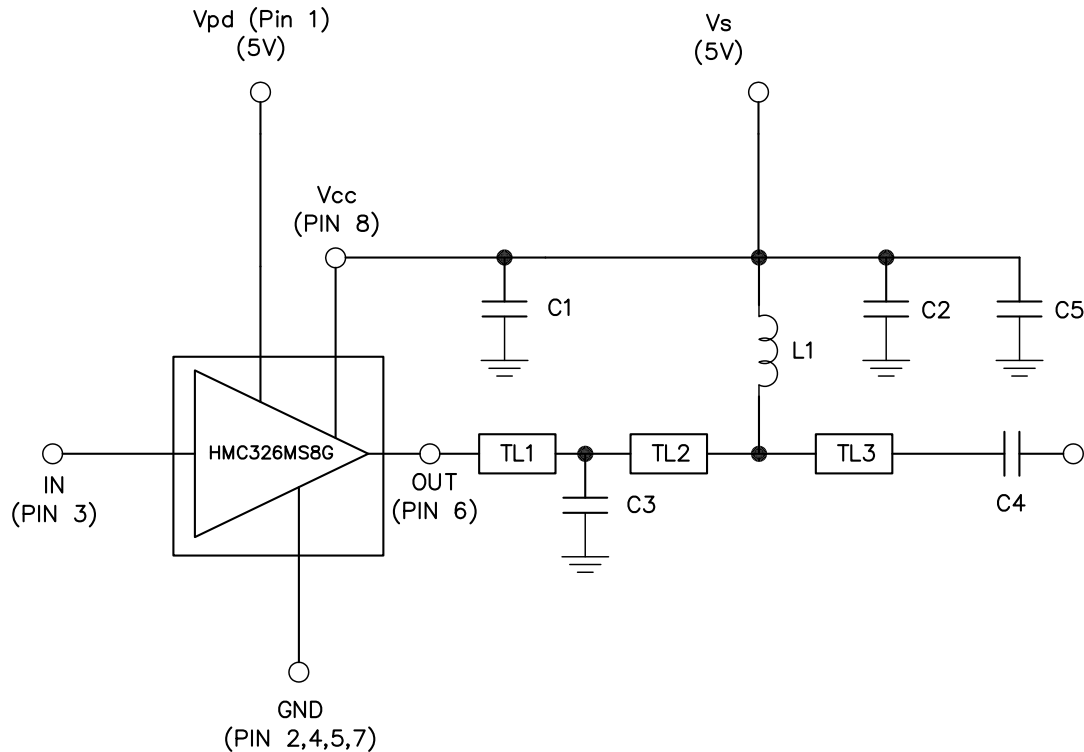 Vpd (Pin 1)
(5V)
Vs
(5V)
Vcc
(PIN 8)
C1
C2
C5
L1
HMC326MS8G
TL1
TL2
TL3
IN
(PIN 3)
OUT
(PIN 6)
C3
C4
GND
(PIN 2,4,5,7)